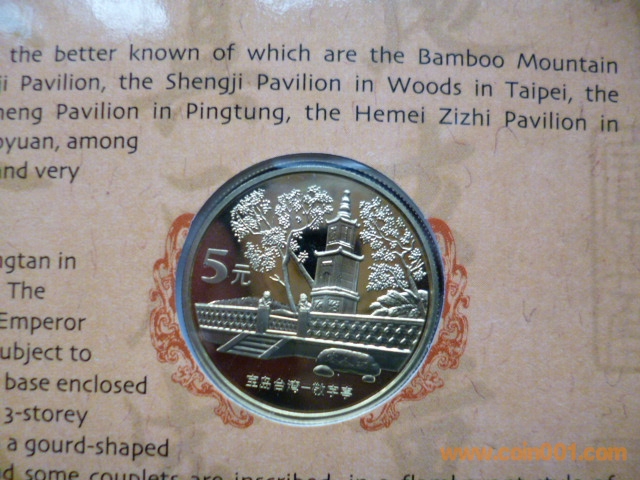 the better known of which are the Bamboo Mountain
ji Pavilion, the Shengji Pavilion in Woods in Taipei, the
heng Pavilion in Pingtung, the Hemei Zizhi Pavilion in
oyuan, among
and very
5元
ngtan in
. The
Emperor
subject to
base enclosed
3-storey
a gourd-shaped
宝岛台湾—敬字亭
and some couplets are inscribed, in a
www.coin001.com